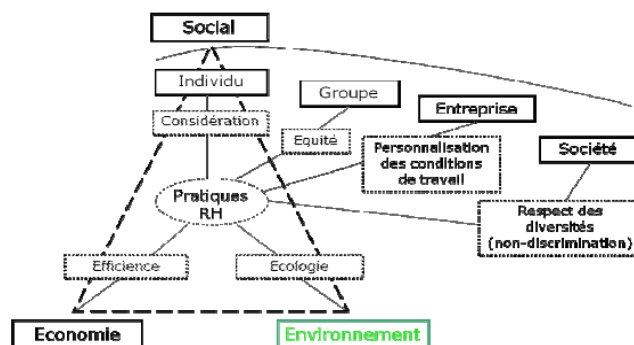 Social
Individu
Groupe
Entreprise
Considération
Equité
Personnalisation
des conditions
de travail
Société
Pratiques
RH
Respect des
diversités
(non-discrimination)
Efficience
Ecologie
Economie
Environnement